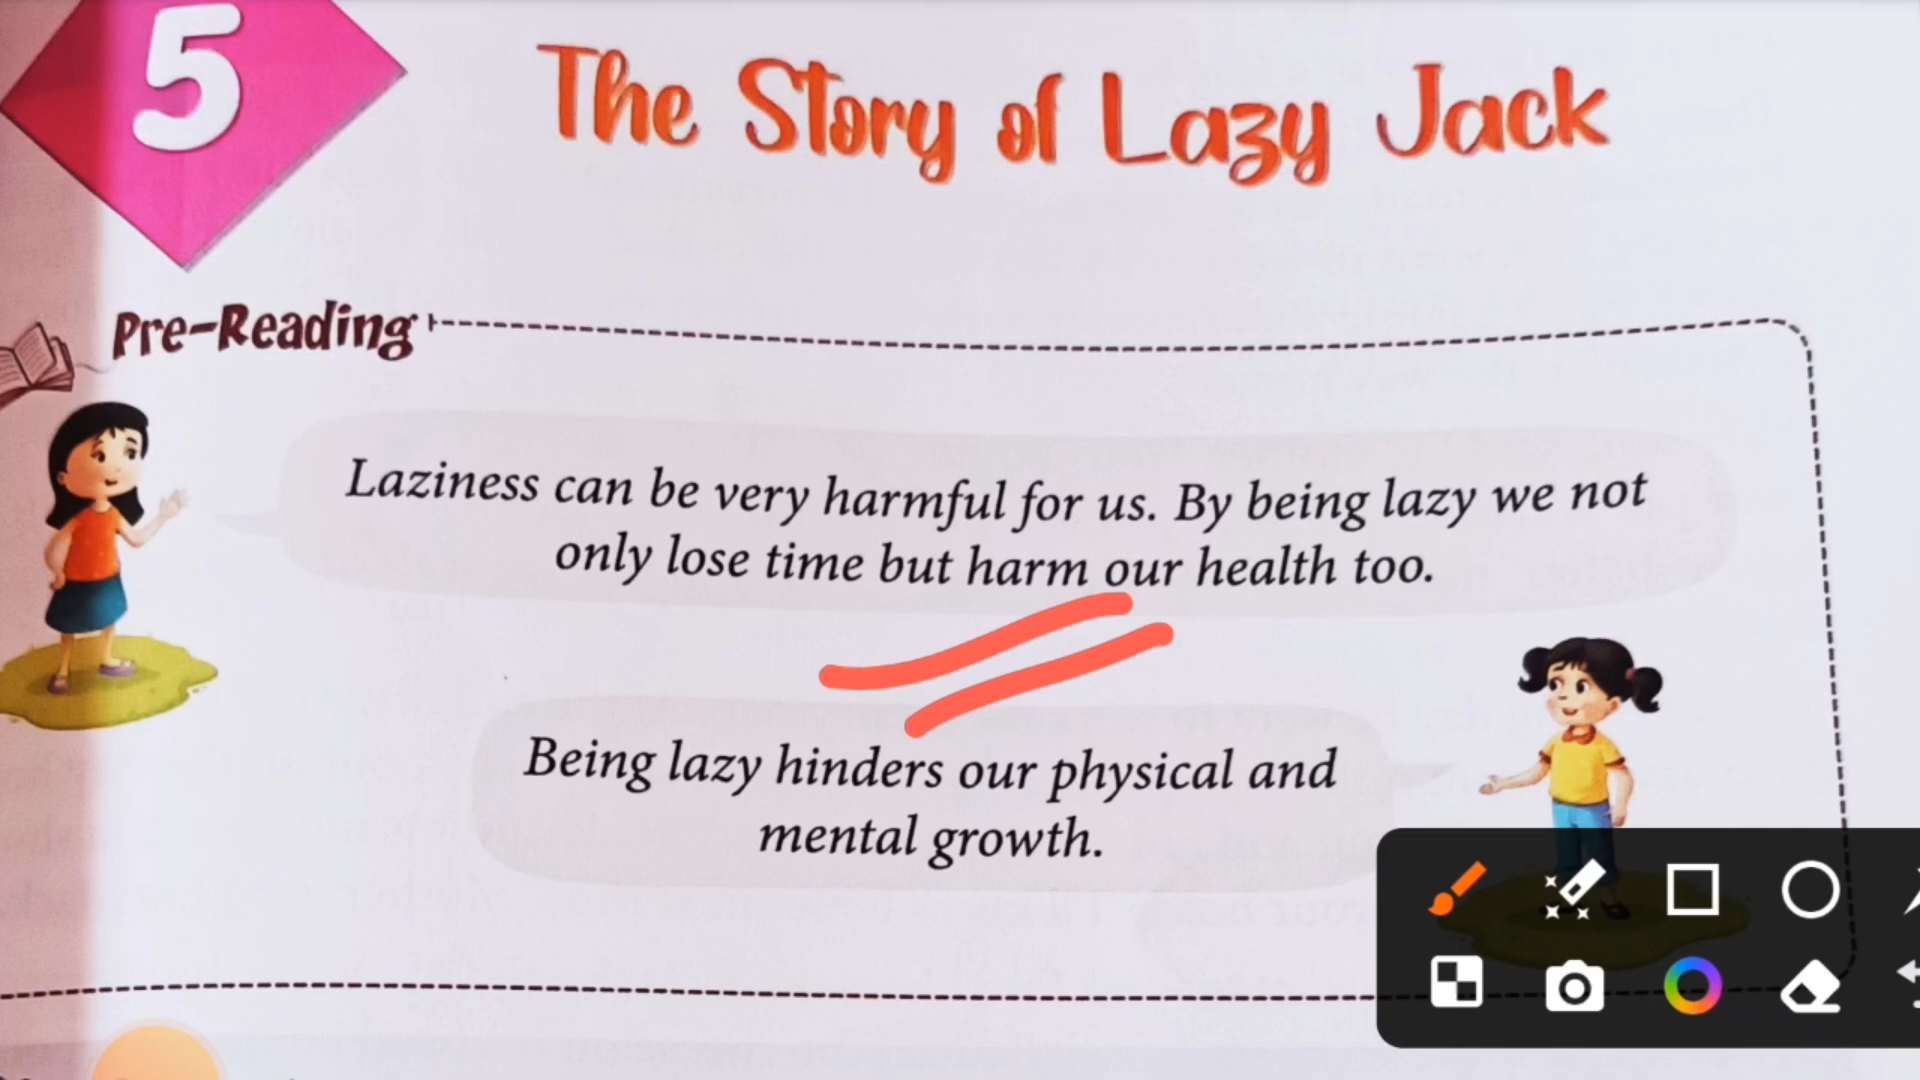 5
The Story of Lazy Jack
Pre-Reading
Laziness can be very harmful for us. By being lazy we not
only lose time but harm our health too.
Being lazy hinders our physical and
mental growth.